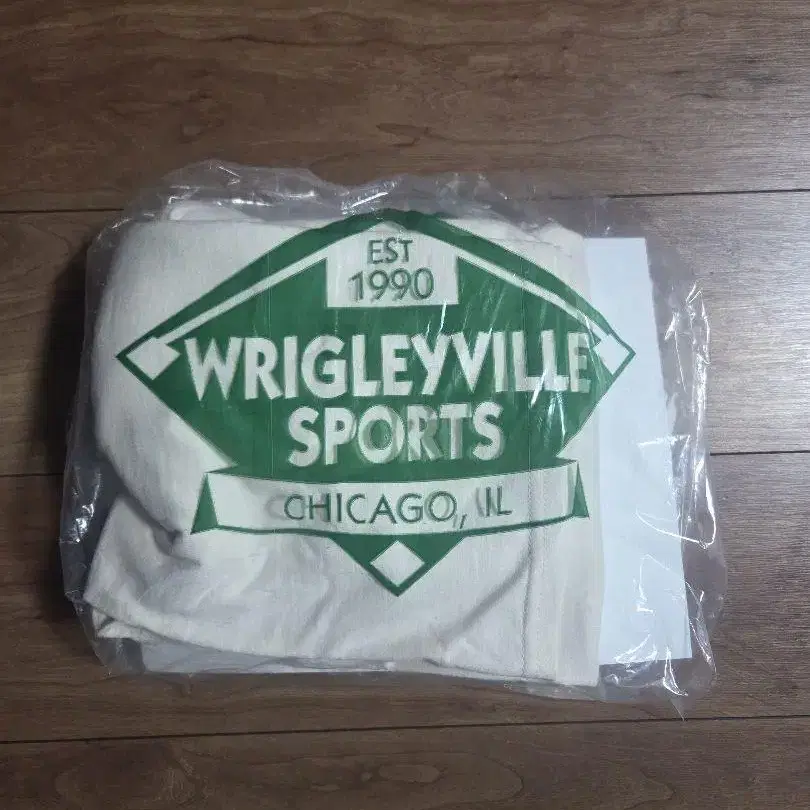 EST
1990
WRIGLEYVILLE
SPORTS
CHICAGO, IL